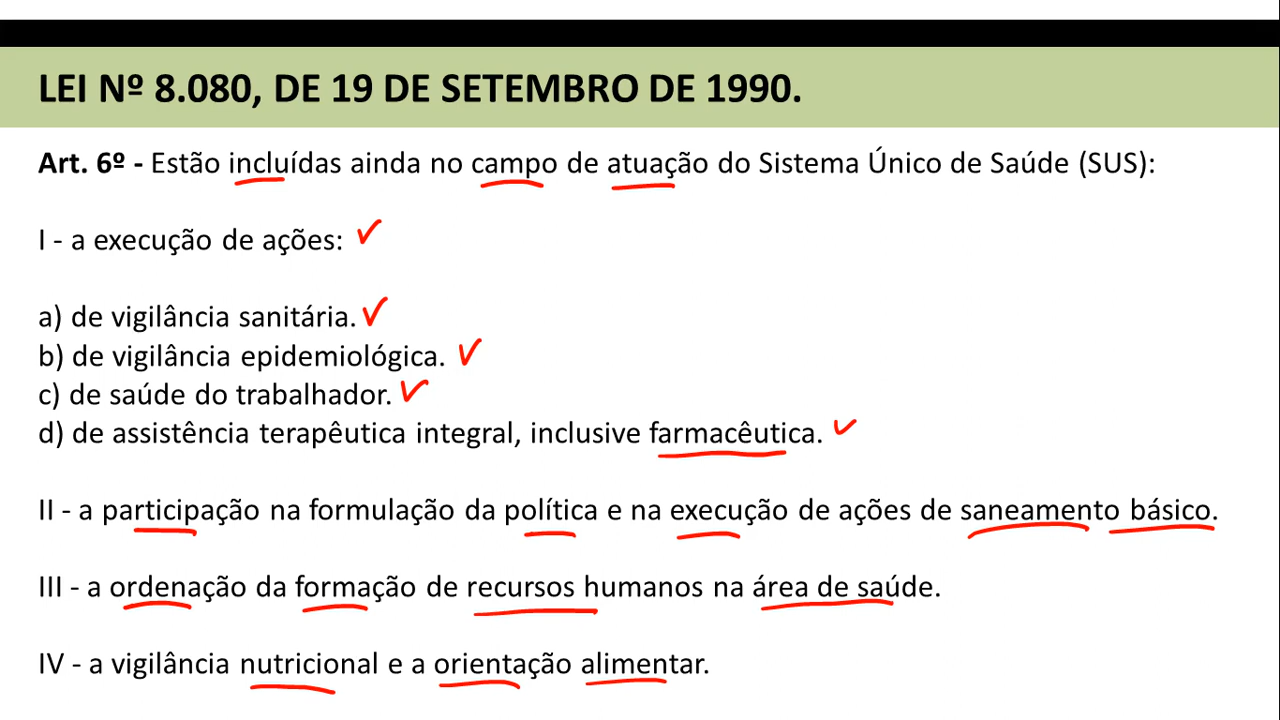 LEI Nº 8.080, DE 19 DE SETEMBRO DE 1990.
Art. 6º - Estão incluídas ainda no campo de atuação do Sistema Único de Saúde (SUS):
I - a execução de ações:
a) de vigilância sanitária.
b) de vigilância epidemiológica.
c) de saúde do trabalhador.
d) de assistência terapêutica integral, inclusive farmacêutica.
II - a participação na formulação da política e na execução de ações de saneamento básico.
III - a ordenação da formação de recursos humanos na área de saúde.
IV - a vigilância nutricional e a orientação alimentar.